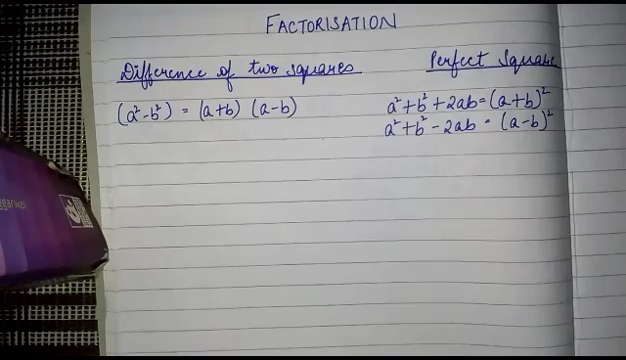 FACTORISATION
Difference of two squares
(a²-b²) = (a+b) (a-b)
Perfect Square
a²+b²+2ab=(a+b)²
a²+b²-2ab = (a-b)²